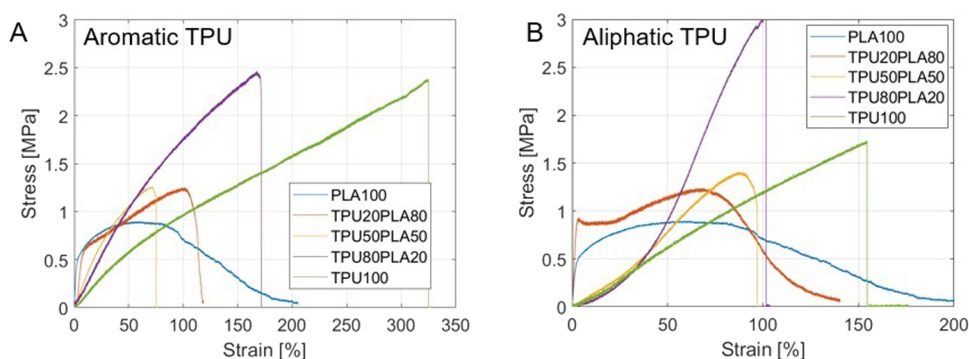 A
Aromatic TPU
3
2.5
2
1.5
1
0.5
0
Stress [MPa]
PLA100
TPU20PLA80
TPU50PLA50
TPU80PLA20
TPU100
0 50 100 150 200 250 300 350
Strain [%]
B
Aliphatic TPU
3
2.5
2
1.5
1
0.5
0
Stress [MPa]
PLA100
TPU20PLA80
TPU50PLA50
TPU80PLA20
TPU100
0 50 100 150 200
Strain [%]